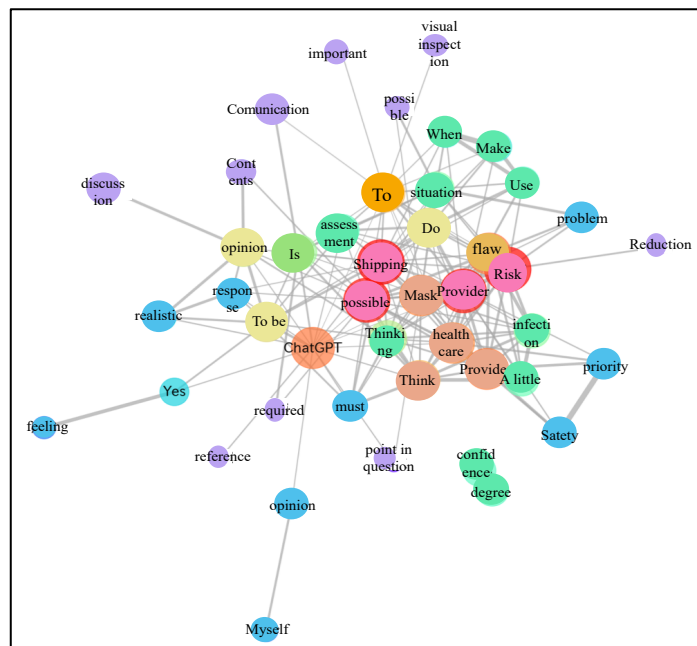 visual
inspect
ion
important
possi
ble
Comunication
When
Make
Cont
ents
discuss
ion
situation
Use
To
assess
ment
Do
problem
opinion
Is
flaw
Reduction
Shipping
Risk
respon
se
possible
Mask
Provider
realistic
To be
infecti
on
Thinki
ng
health
care
ChatGPT
Think
Provide
A little
priority
Yes
required
must
feeling
Satety
reference
point in
question
confid
ence
degree
opinion
Myself